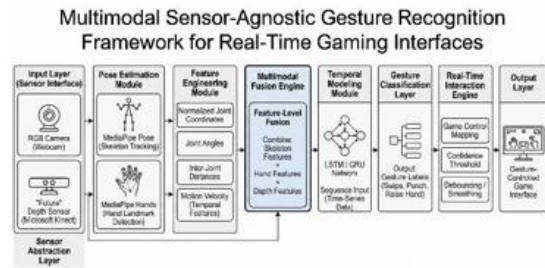 Multimodal Sensor-Agnostic Gesture Recognition
Framework for Real-Time Gaming Interfaces
Input Layer
(Sensor Interface)
RGB Camera
(Webcam)
"Future"
Depth Sensor
(Microsoft Kinect)
Sensor
Abstraction
Layer
Pose Estimation
Module
MediaPipe Pose
(Skeleton Tracking)
MediaPipe Hands
(Hand Landmark
Detection)
Feature
Engineering
Module
Normalized Joint
Coordinates
Joint Angles
Inter-Joint
Distances
Motion Velocity
(Temporal
Features)
Multimodal
Fusion Engine
Feature-Level
Fusion
Combine:
Skeleton
Features
+
Hand Features
+
Depth Features
Temporal
Modeling
Module
LSTM / GRU
Network
Sequence Input
(Time-Series
Data)
Gesture
Classification
Layer
Output:
Gesture Labels
(Swipe, Punch,
Raise Hand)
Real-Time
Interaction
Engine
Game Control
Mapping
Confidence
Threshold
Debouncing /
Smoothing
Output
Layer
Gesture-
Controlled
Game
Interface